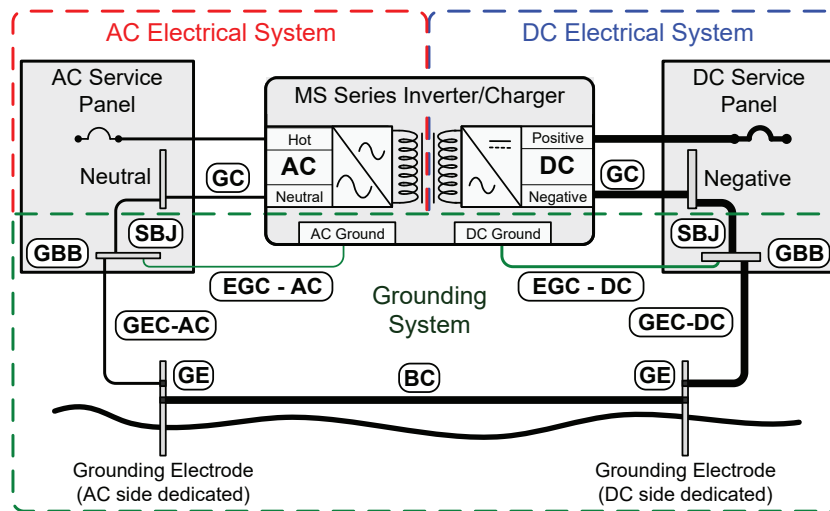 AC Electrical System
DC Electrical System
AC Service
Panel
MS Series Inverter/Charger
DC Service
Panel
Hot
AC
Neutral
Positive
DC
Negative
Neutral
GC
GC
Negative
SBJ
SBJ
AC Ground
DC Ground
GBB
GBB
EGC - AC
EGC - DC
Grounding
System
GEC-AC
GEC-DC
GE
BC
GE
Grounding Electrode
(AC side dedicated)
Grounding Electrode
(DC side dedicated)